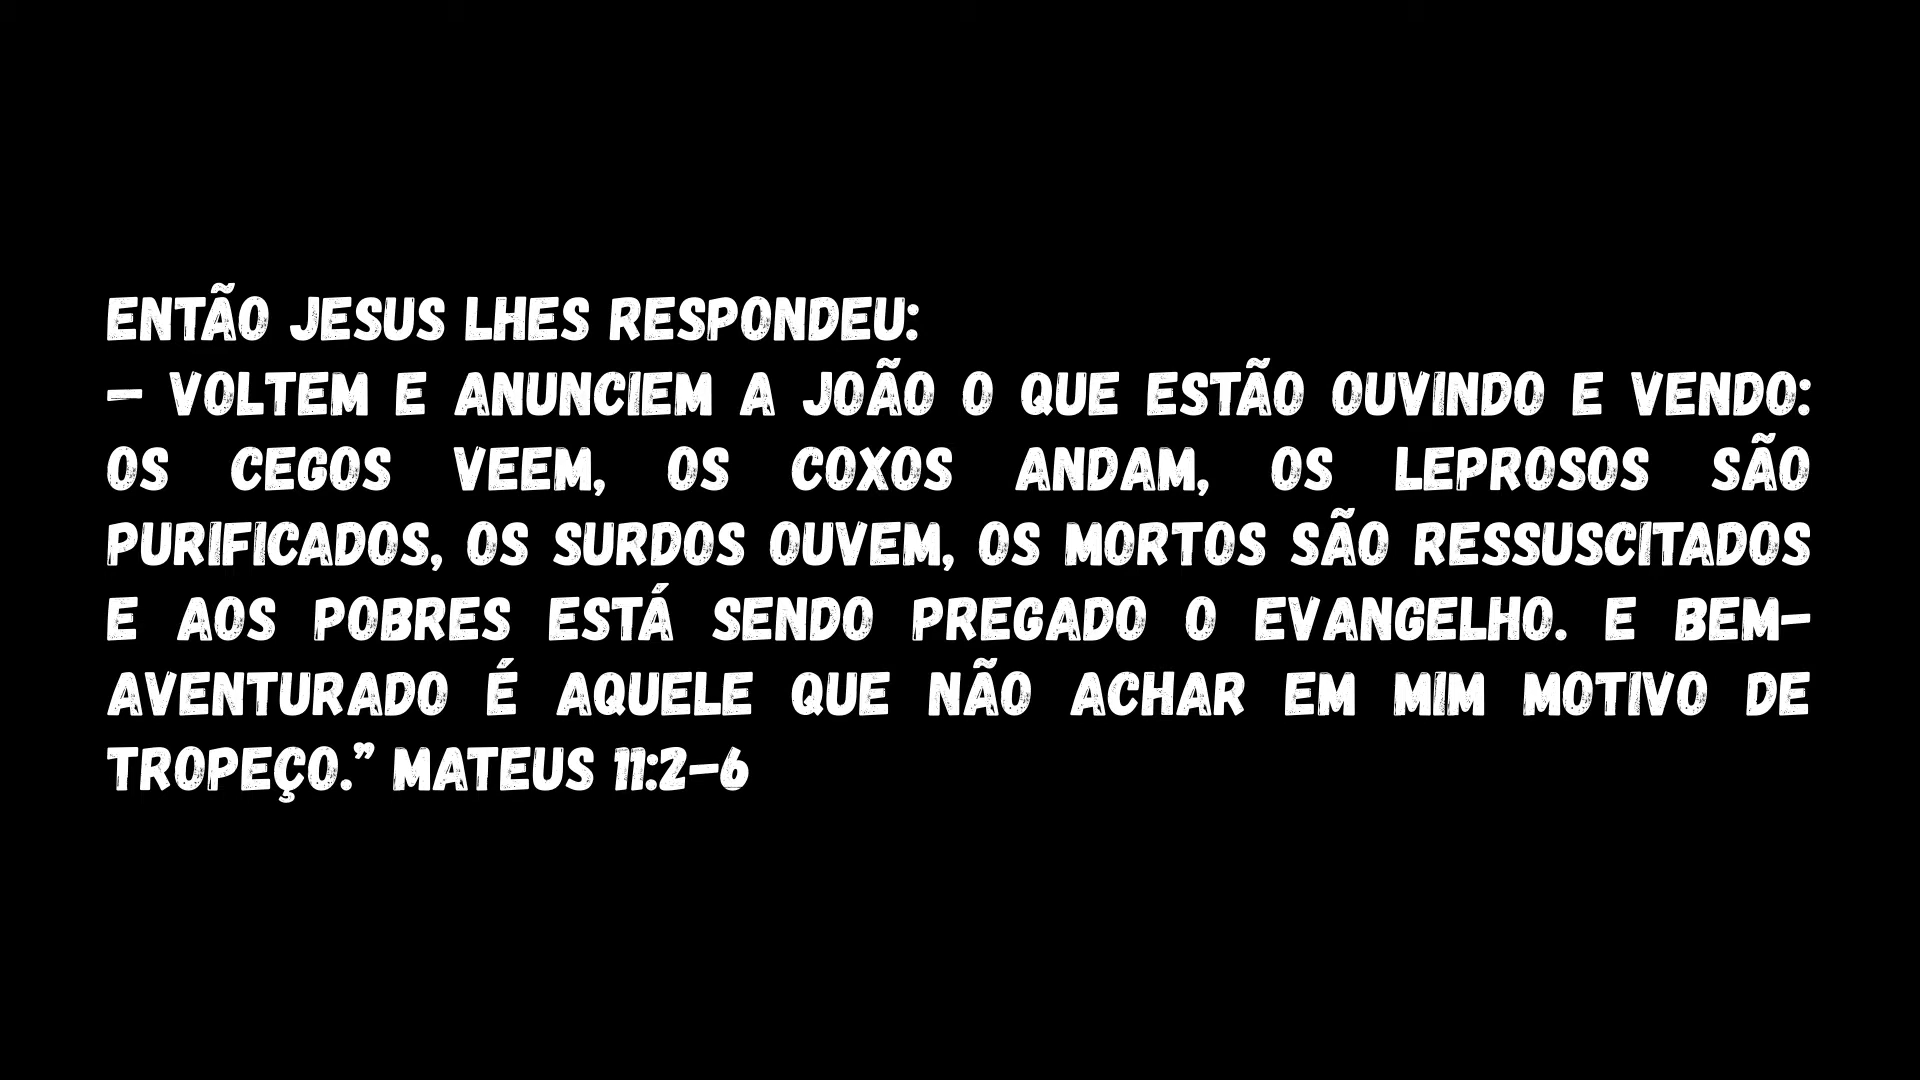 ENTÃO JESUS LHES RESPONDEU:
– VOLTEM E ANUNCIEM A JOÃO O QUE ESTÃO OUVINDO E VENDO:
OS CEGOS VEEM, OS COXOS ANDAM, OS LEPROSOS SÃO
PURIFICADOS, OS SURDOS OUVEM, OS MORTOS SÃO RESSUSCITADOS
E AOS POBRES ESTÁ SENDO PREGADO O EVANGELHO. E BEM-
AVENTURADO É AQUELE QUE NÃO ACHAR EM MIM MOTIVO DE
TROPEÇO.” MATEUS 11:2-6